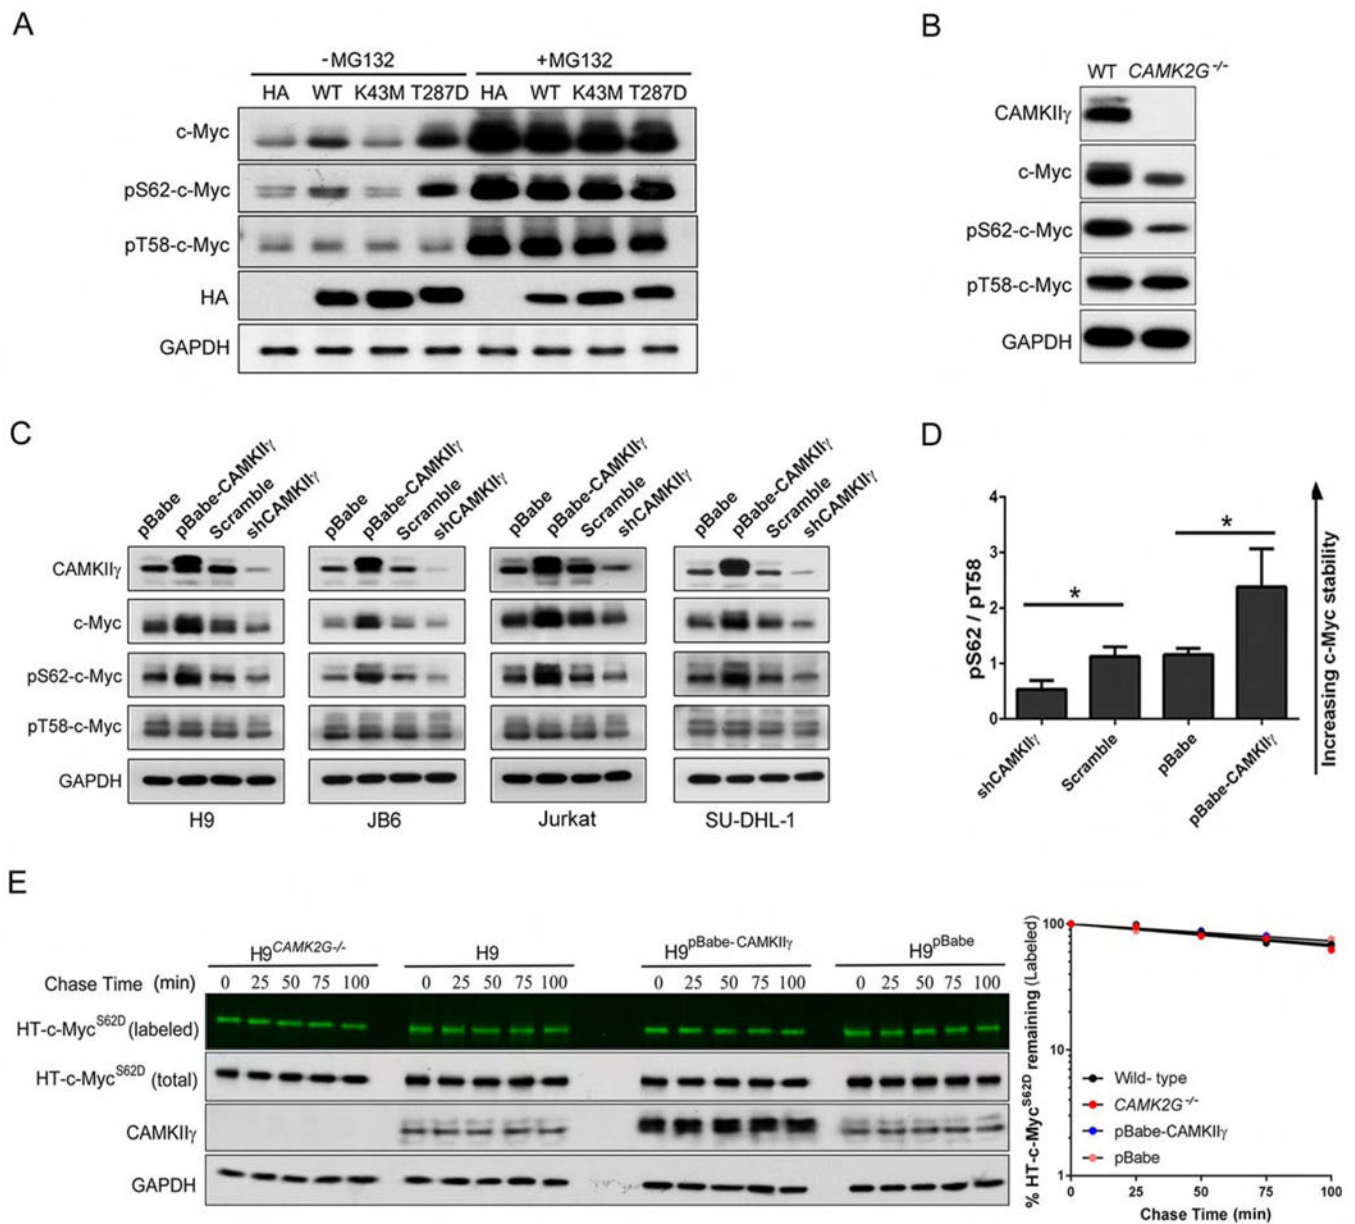 A
-MG132 +MG132
HA WT K43M T287D HA WT K43M T287D
c-Myc
pS62-c-Myc
pT58-c-Myc
HA
GAPDH
B
WT CAMK2G-/-
CAMKIIγ
c-Myc
pS62-c-Myc
pT58-c-Myc
GAPDH
C
pBabe pBabe-CAMKIIγ Scramble shCAMKIIγ
pBabe pBabe-CAMKIIγ Scramble shCAMKIIγ
pBabe pBabe-CAMKIIγ Scramble shCAMKIIγ
pBabe pBabe-CAMKIIγ Scramble shCAMKIIγ
CAMKIIγ
c-Myc
pS62-c-Myc
pT58-c-Myc
GAPDH
H9 JB6 Jurkat SU-DHL-1
D
pS62 / pT58
4
3
2
1
0
* *
shCAMKIIγ Scramble pBabe pBabe-CAMKIIγ
Increasing c-Myc stability
E
H9CAMK2G-/- H9 H9pBabe-CAMKIIγ H9pBabe
Chase Time (min) 0 25 50 75 100 0 25 50 75 100 0 25 50 75 100 0 25 50 75 100
HT-c-MycS62D (labeled)
HT-c-MycS62D (total)
CAMKIIγ
GAPDH
% HT-c-MycS62D remaining (Labeled)
100
10
1
Wild- type
CAMK2G-/-
pBabe-CAMKIIγ
pBabe
0 25 50 75 100
Chase Time (min)